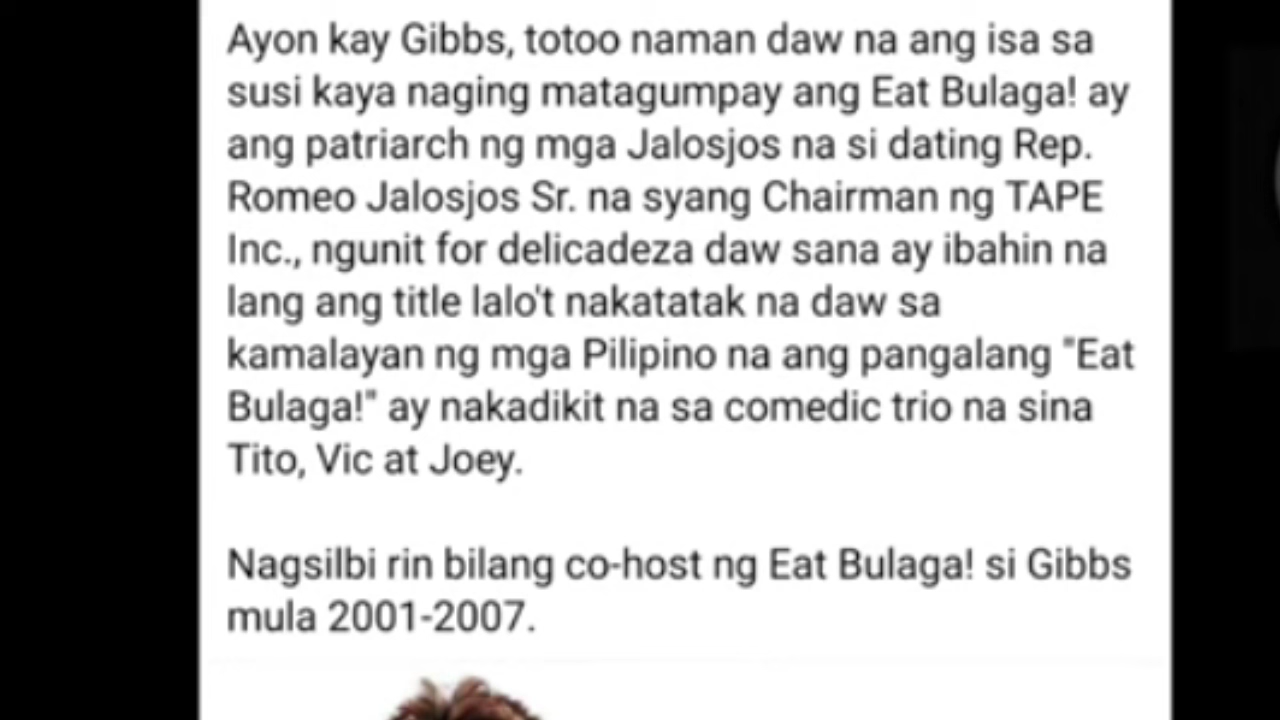 Ayon kay Gibbs, totoo naman daw na ang isa sa
susi kaya naging matagumpay ang Eat Bulaga! ay
ang patriarch ng mga Jalosjos na si dating Rep.
Romeo Jalosjos Sr. na syang Chairman ng TAPE
Inc., ngunit for delicadeza daw sana ay ibahin na
lang ang title lalo't nakatatak na daw sa
kamalayan ng mga Pilipino na ang pangalang "Eat
Bulaga!" ay nakadikit na sa comedic trio na sina
Tito, Vic at Joey.
Nagsilbi rin bilang co-host ng Eat Bulaga! si Gibbs
mula 2001-2007.